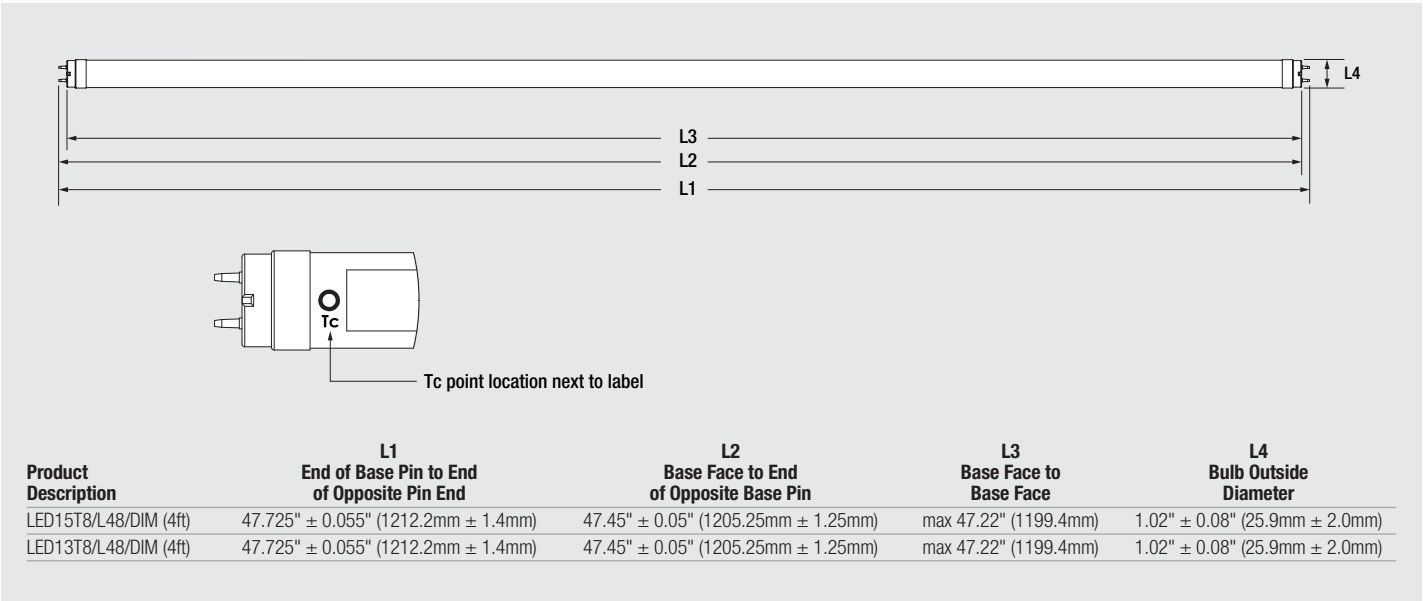 L4
L3
L2
L1
Tc
Tc point location next to label
L1 L2 L3 L4
Product End of Base Pin to End Base Face to End Base Face to Bulb Outside
Description of Opposite Pin End of Opposite Base Pin Base Face Diameter
LED15T8/L48/DIM (4ft) 47.725" ± 0.055" (1212.2mm ± 1.4mm) 47.45" ± 0.05" (1205.25mm ± 1.25mm) max 47.22" (1199.4mm) 1.02" ± 0.08" (25.9mm ± 2.0mm)
LED13T8/L48/DIM (4ft) 47.725" ± 0.055" (1212.2mm ± 1.4mm) 47.45" ± 0.05" (1205.25mm ± 1.25mm) max 47.22" (1199.4mm) 1.02" ± 0.08" (25.9mm ± 2.0mm)